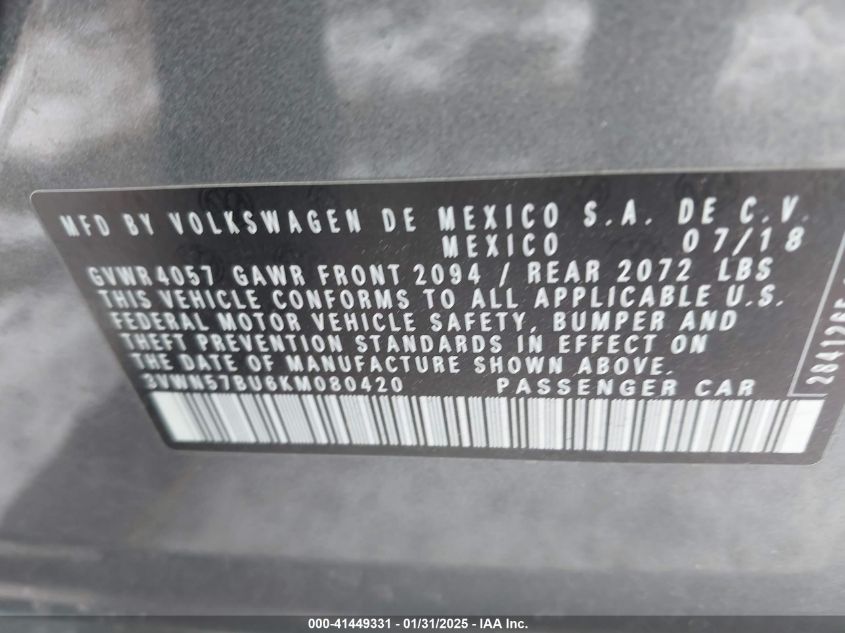 MFD BY VOLKSWAGEN DE MEXICO S.A. DE C.V.
MEXICO 07/18
GVWR4057 GAWR FRONT 2094 / REAR 2072 LBS
THIS VEHICLE CONFORMS TO ALL APPLICABLE U.S.
FEDERAL MOTOR VEHICLE SAFETY, BUMPER AND
THEFT PREVENTION STANDARDS IN EFFECT ON
THE DATE OF MANUFACTURE SHOWN ABOVE.
3VWN57BU6KM080420 PASSENGER CAR
000-41449331 - 01/31/2025 - IAA Inc.